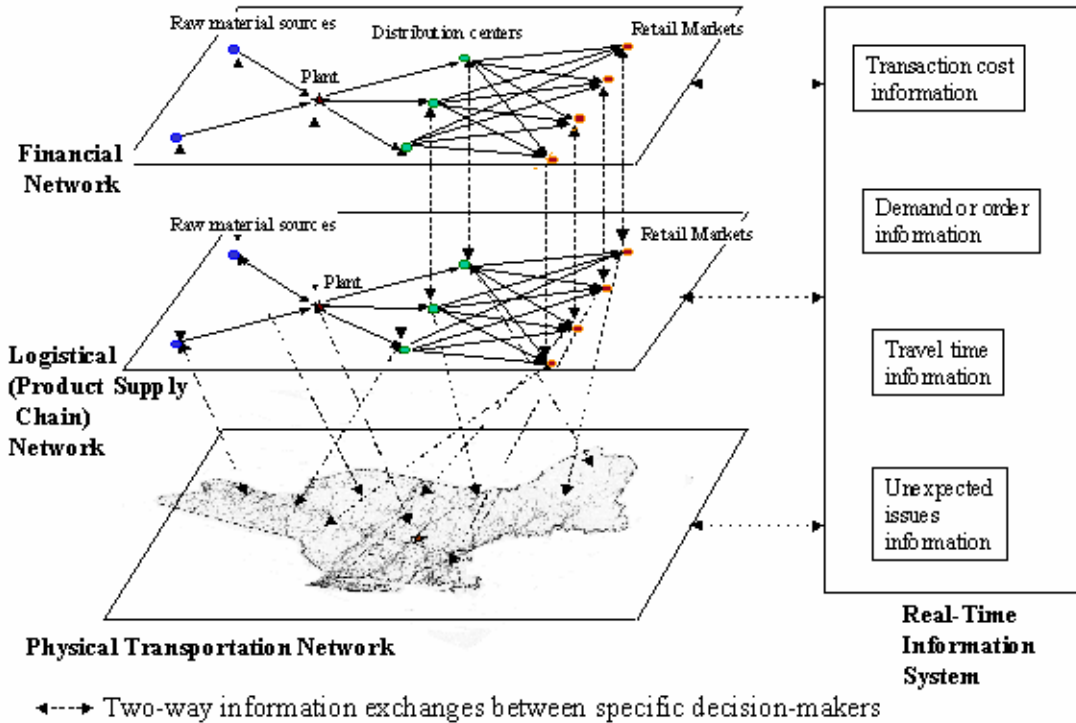 Raw material sources
Distribution centers
Retail Markets
Plant
Financial
Network
Raw material sources
Retail Markets
Plant
Logistical
(Product Supply
Chain)
Network
Physical Transportation Network
Transaction cost
information
Demand or order
information
Travel time
information
Unexpected
issues
information
Real-Time
Information
System
Two-way information exchanges between specific decision-makers